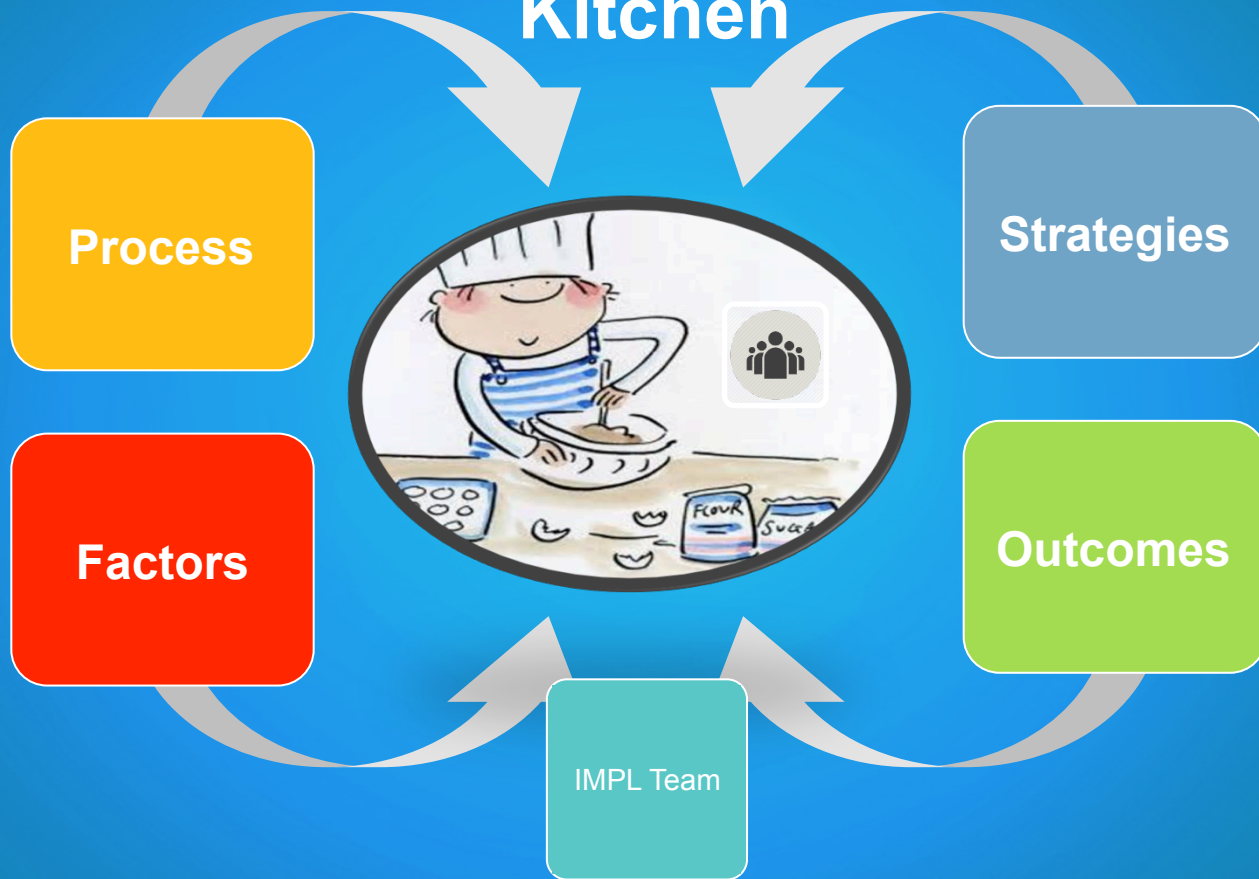 Kitchen
Process
Strategies
FLOUR
Factors
Outcomes
IMPL Team